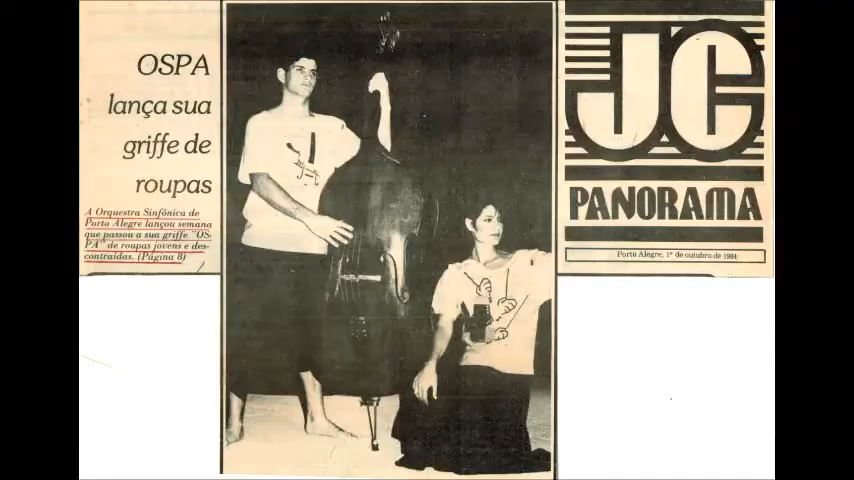 OSPA
lança sua
griffe de
roupas
A Orquestra Sinfônica de
Porto Alegre lançou semana
que passou a sua griffe "OS-
PA" de roupas jovens e des-
contraídas. (Página 8)
JC
PANORAMA
Porto Alegre, 1º de outubro de 1984